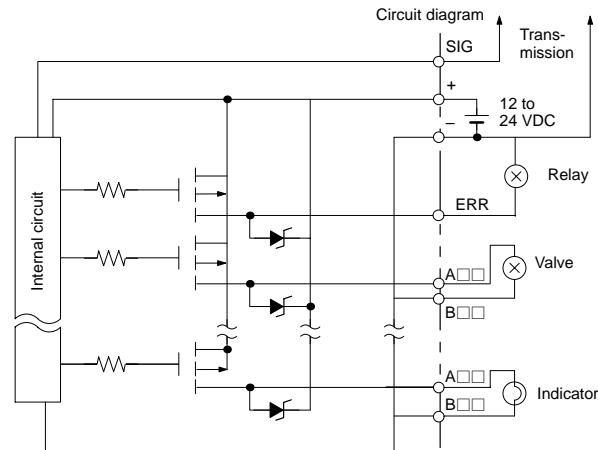 Circuit diagram
SIG
Trans-
mission
+
12 to
24 VDC
–
Relay
ERR
Internal circuit
A□□
Valve
B□□
A□□
Indicator
B□□